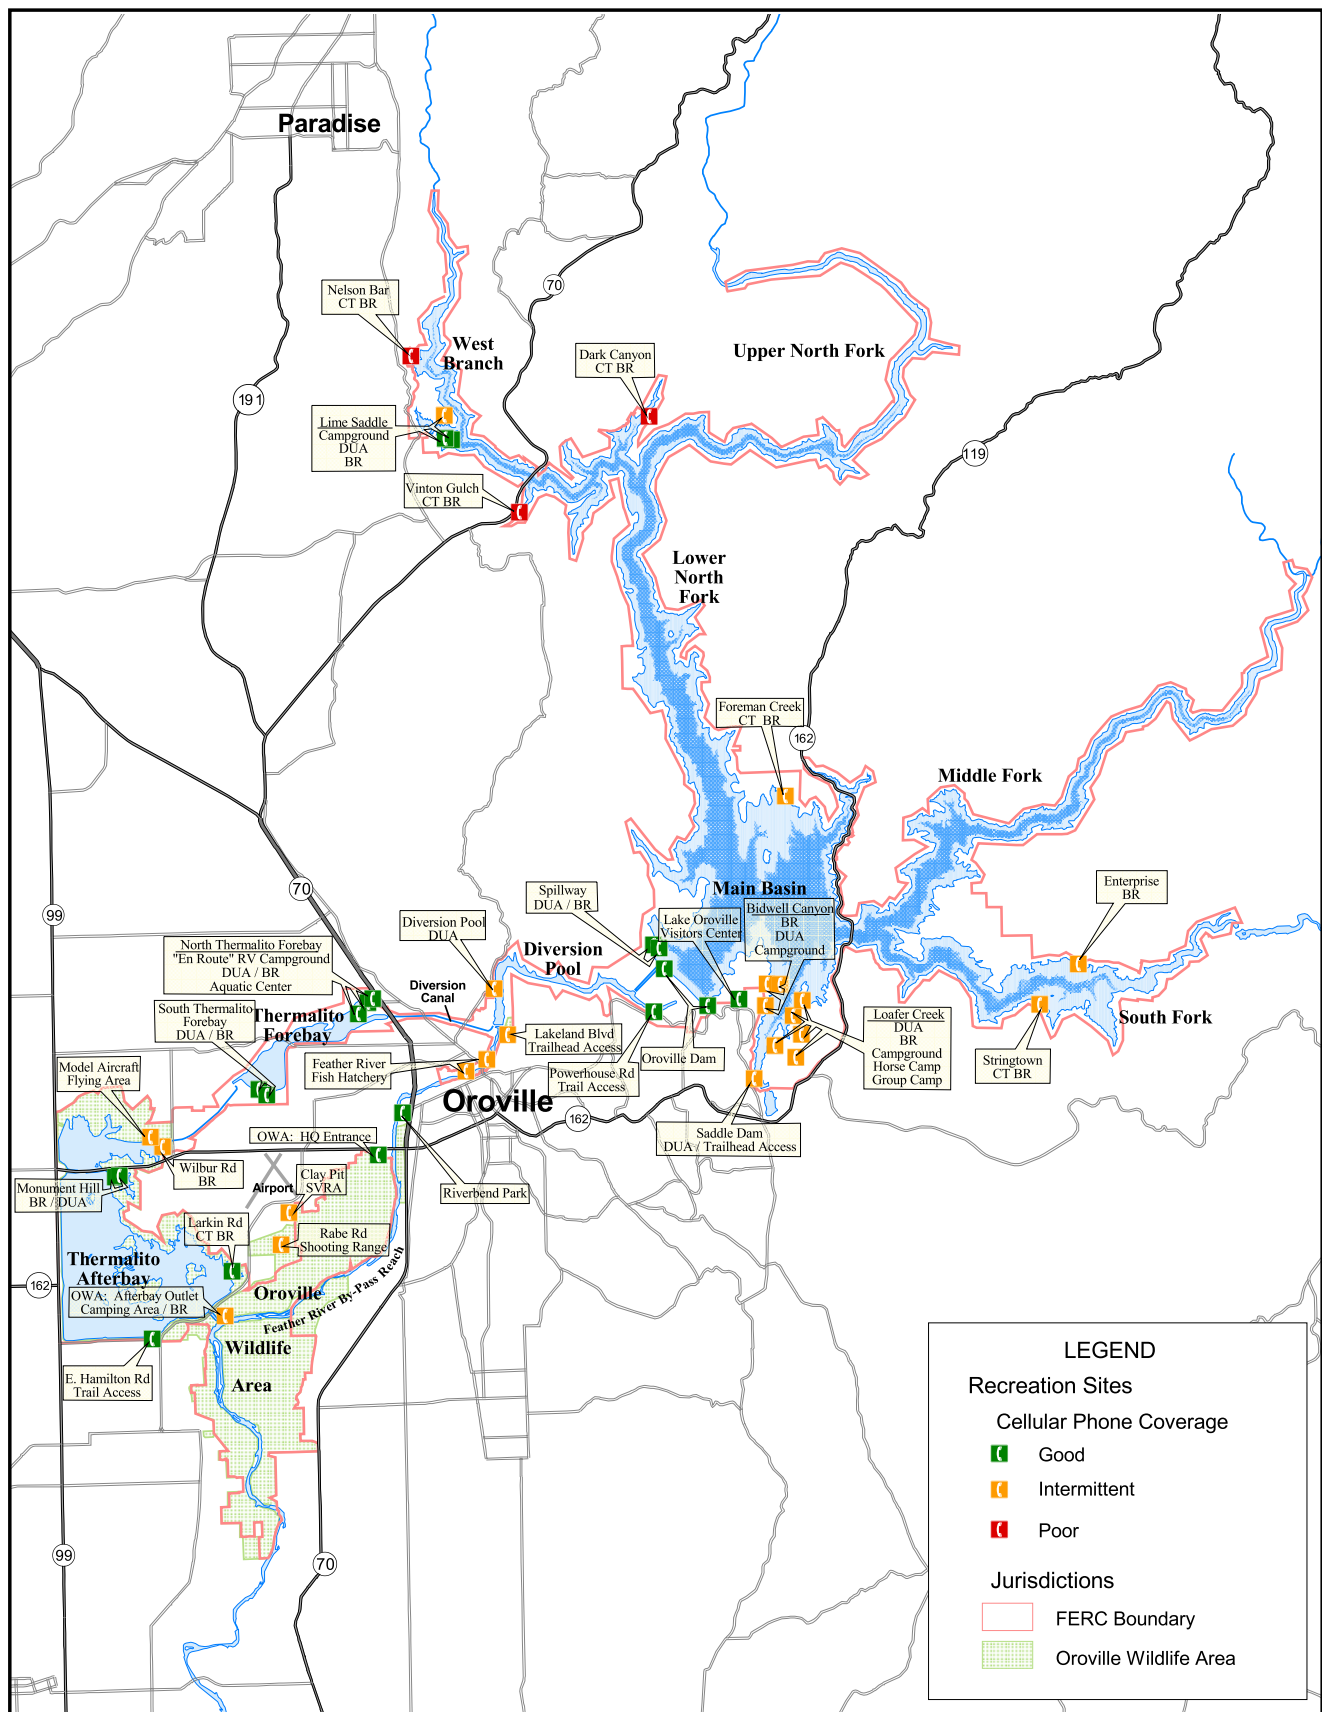 Paradise
70
Nelson Bar
CT BR
West
Branch
Dark Canyon
CT BR
Upper North Fork
191
Lime Saddle
Campground
DUA
BR
119
Vinton Gulch
CT BR
Lower
North
Fork
Foreman Creek
CT BR
162
Middle Fork
70
99
Spillway
DUA / BR
Main Basin
Enterprise
BR
Lake Oroville
Visitors Center
Bidwell Canyon
BR
DUA
Campground
Diversion Pool
DUA
Diversion
Pool
North Thermalito Forebay
"En Route" RV Campground
DUA / BR
Aquatic Center
Diversion
Canal
South Thermalito
Forebay
DUA / BR
Thermalito
Forebay
Lakeland Blvd
Trailhead Access
Loafer Creek
DUA
BR
Campground
Horse Camp
Group Camp
South Fork
Stringtown
CT BR
Model Aircraft
Flying Area
Feather River
Fish Hatchery
Oroville Dam
Powerhouse Rd
Trail Access
Oroville
162
Saddle Dam
DUA / Trailhead Access
OWA: HQ Entrance
Wilbur Rd
BR
Monument Hill
BR / DUA
Airport
Clay Pit
SVRA
Riverbend Park
Larkin Rd
CT BR
Rabe Rd
Shooting Range
Thermalito
Afterbay
162
OWA: Afterbay Outlet
Camping Area / BR
Oroville
Feather River By-Pass Reach
Wildlife
Area
E. Hamilton Rd
Trail Access
99
70
LEGEND
Recreation Sites
Cellular Phone Coverage
Good
Intermittent
Poor
Jurisdictions
FERC Boundary
Oroville Wildlife Area